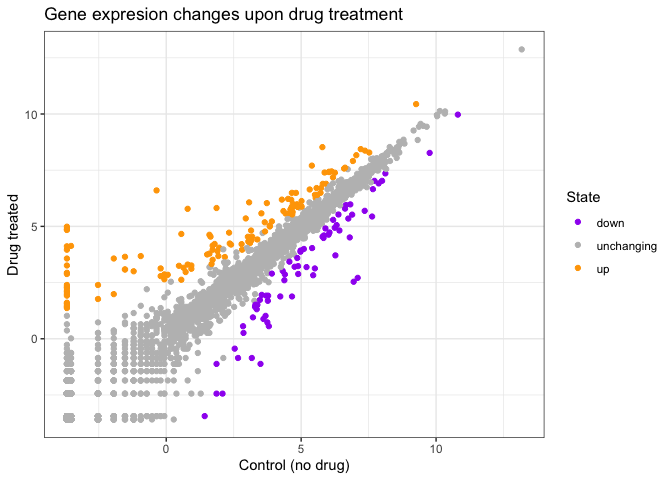 Gene expresion changes upon drug treatment
Drug treated
10
5
0
0
5
10
Control (no drug)
State
down
unchanging
up